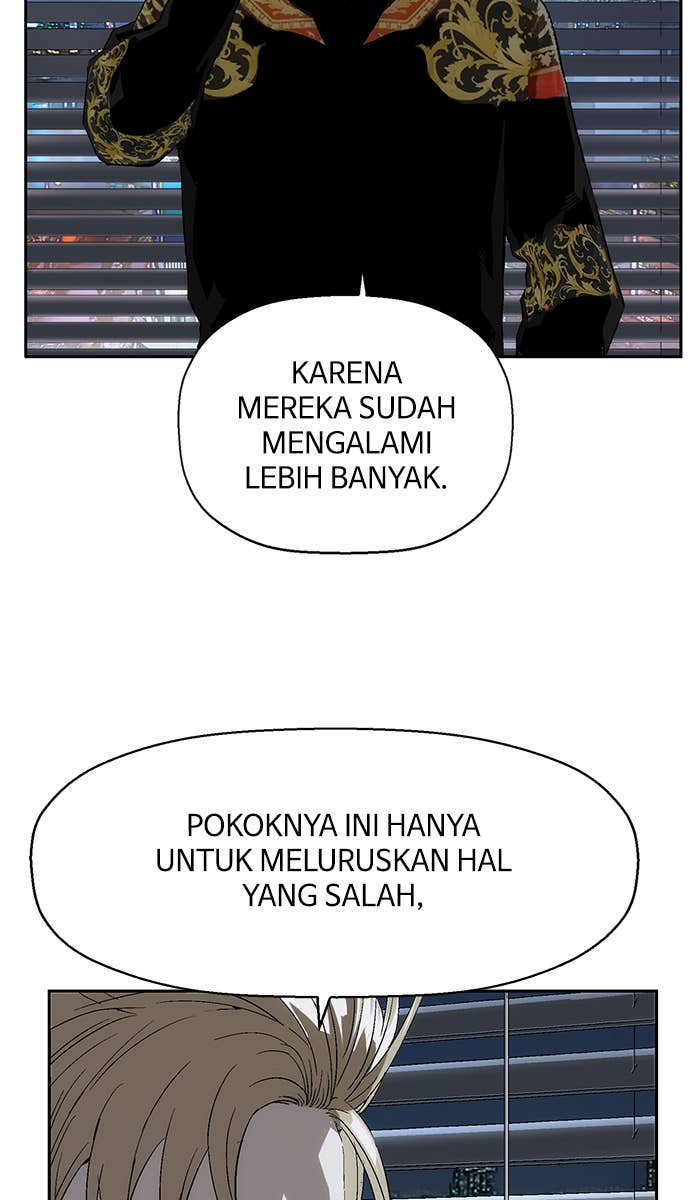 KARENA
MEREKA SUDAH
MENGALAMI
LEBIH BANYAK.
POKOKNYA INI HANYA
UNTUK MELURUSKAN HAL
YANG SALAH,